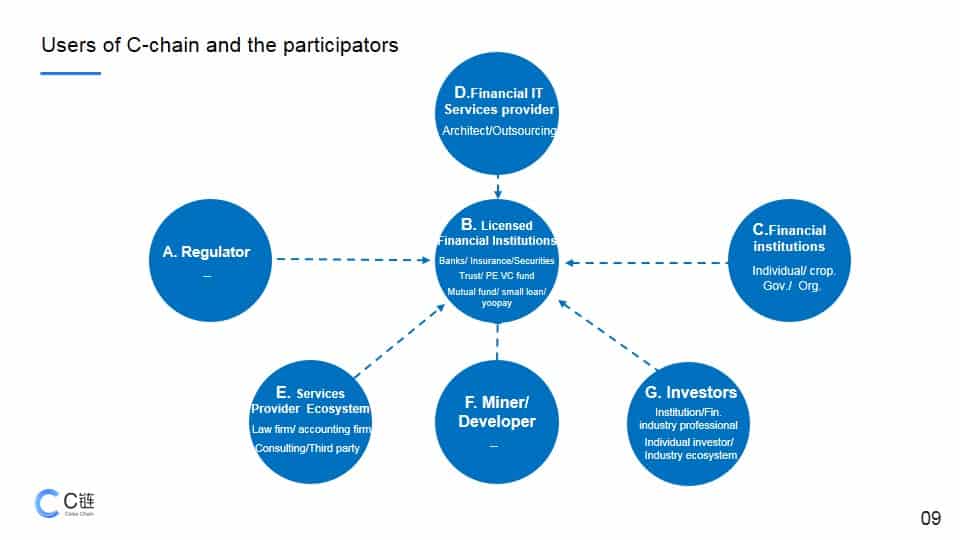 Users of C-chain and the participators
D.Financial IT
Services provider
Architect/Outsourcing
A. Regulator
–
B. Licensed
Financial Institutions
Banks/ Insurance/Securities
Trust/ PE VC fund
Mutual fund/ small loan/
yoopay
C.Financial
institutions
Individual/ crop.
Gov./ Org.
E. Services
Provider Ecosystem
Law firm/ accounting firm
Consulting/Third party
F. Miner/
Developer
–
G. Investors
Institution/Fin.
industry professional
Individual investor/
Industry ecosystem
C链
09